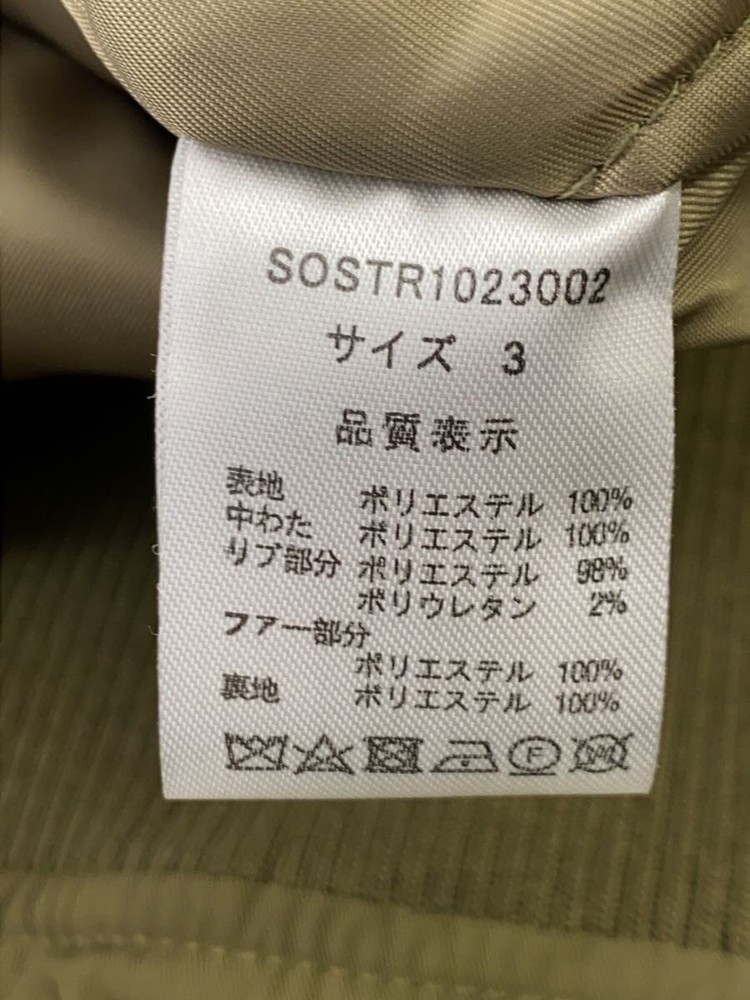 SOSTR1023002
サイズ 3
品質表示
表地 ポリエステル 100%
中わた ポリエステル 100%
リブ部分 ポリエステル 98%
ポリウレタン 2%
ファー部分
ポリエステル 100%
裏地 ポリエステル 100%
F